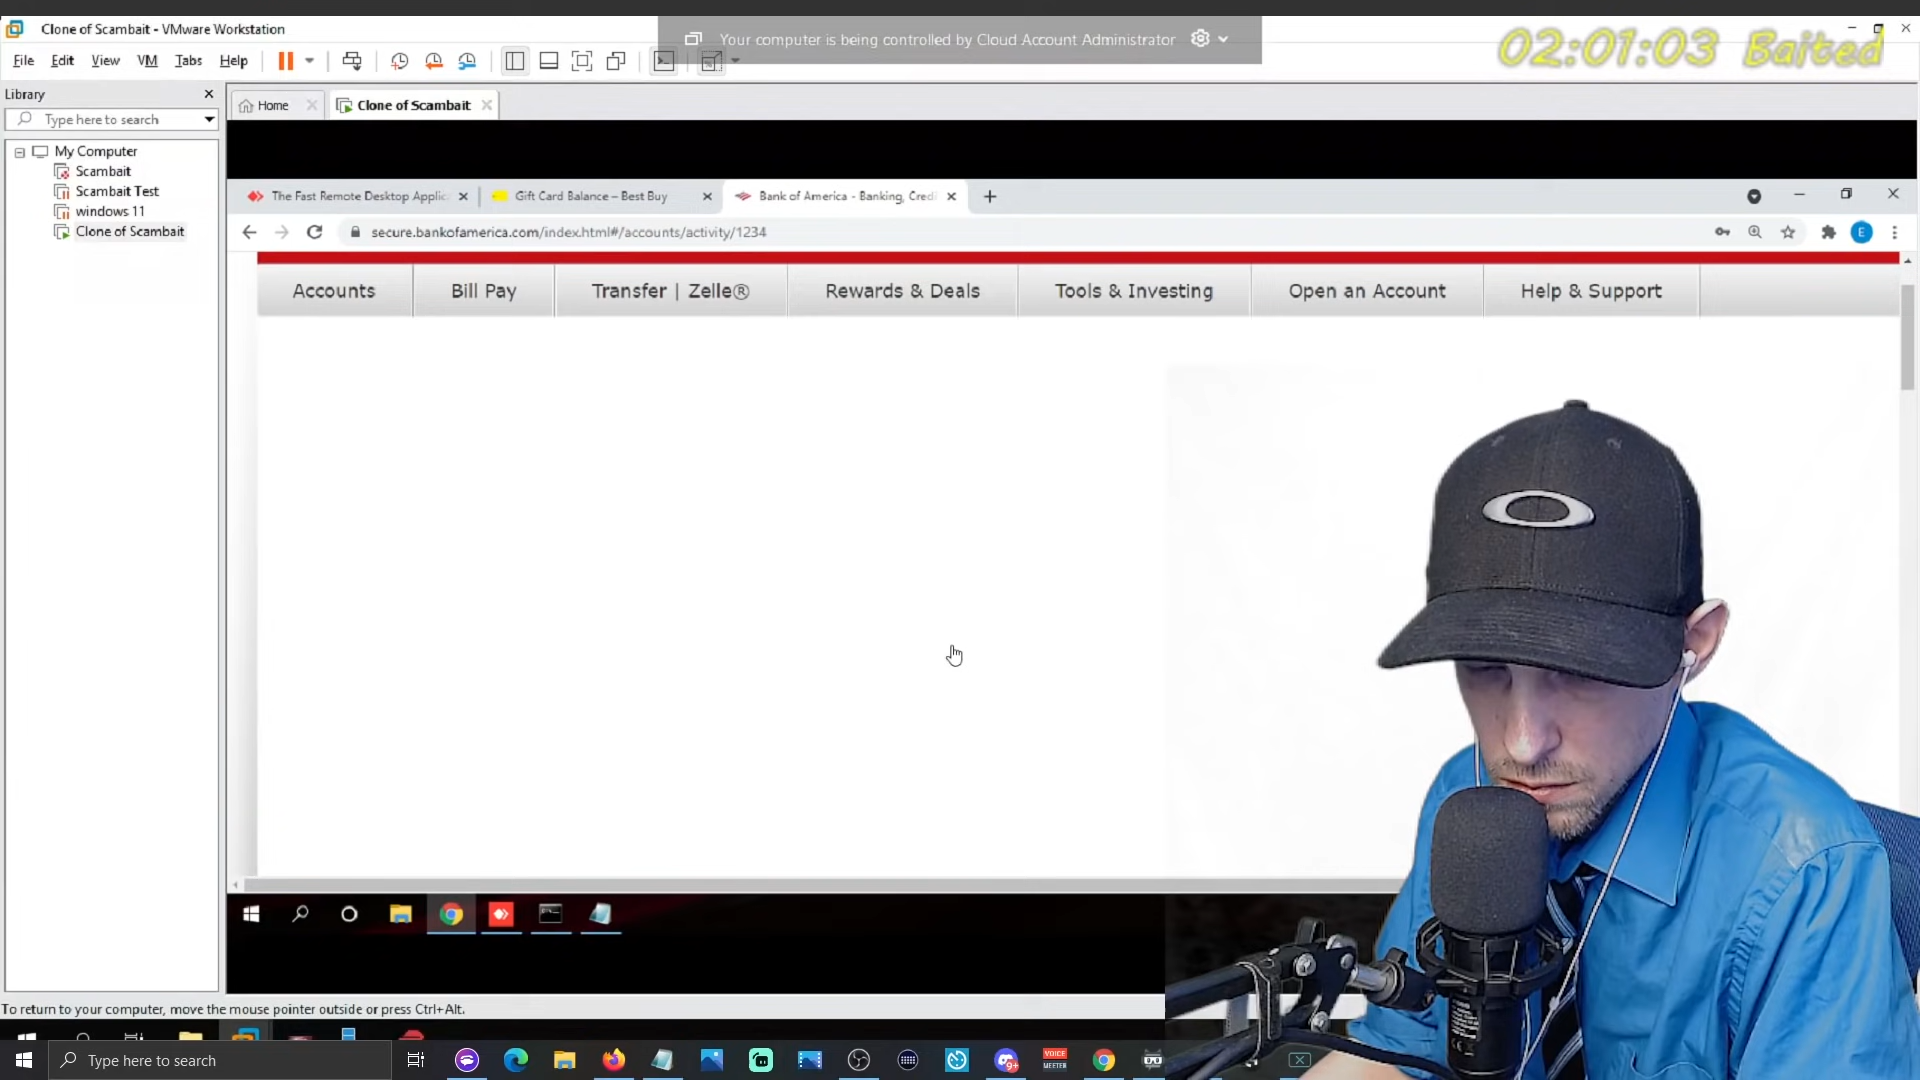 Clone of Scambait - VMware Workstation
Your computer is being controlled by Cloud Account Administrator
02:01:03 Baited
File Edit View VM Tabs Help
Library
Home
Clone of Scambait
Type here to search
My Computer
Scambait
Scambait Test
windows 11
Clone of Scambait
The Fast Remote Desktop Applic
Gift Card Balance – Best Buy
Bank of America - Banking, Credi
secure.bankofamerica.com/index.html#/accounts/activity/1234
E
Accounts
Bill Pay
Transfer | Zelle®
Rewards & Deals
Tools & Investing
Open an Account
Help & Support
To return to your computer, move the mouse pointer outside or press Ctrl+Alt.
Type here to search
9+
VOICE
MEETER